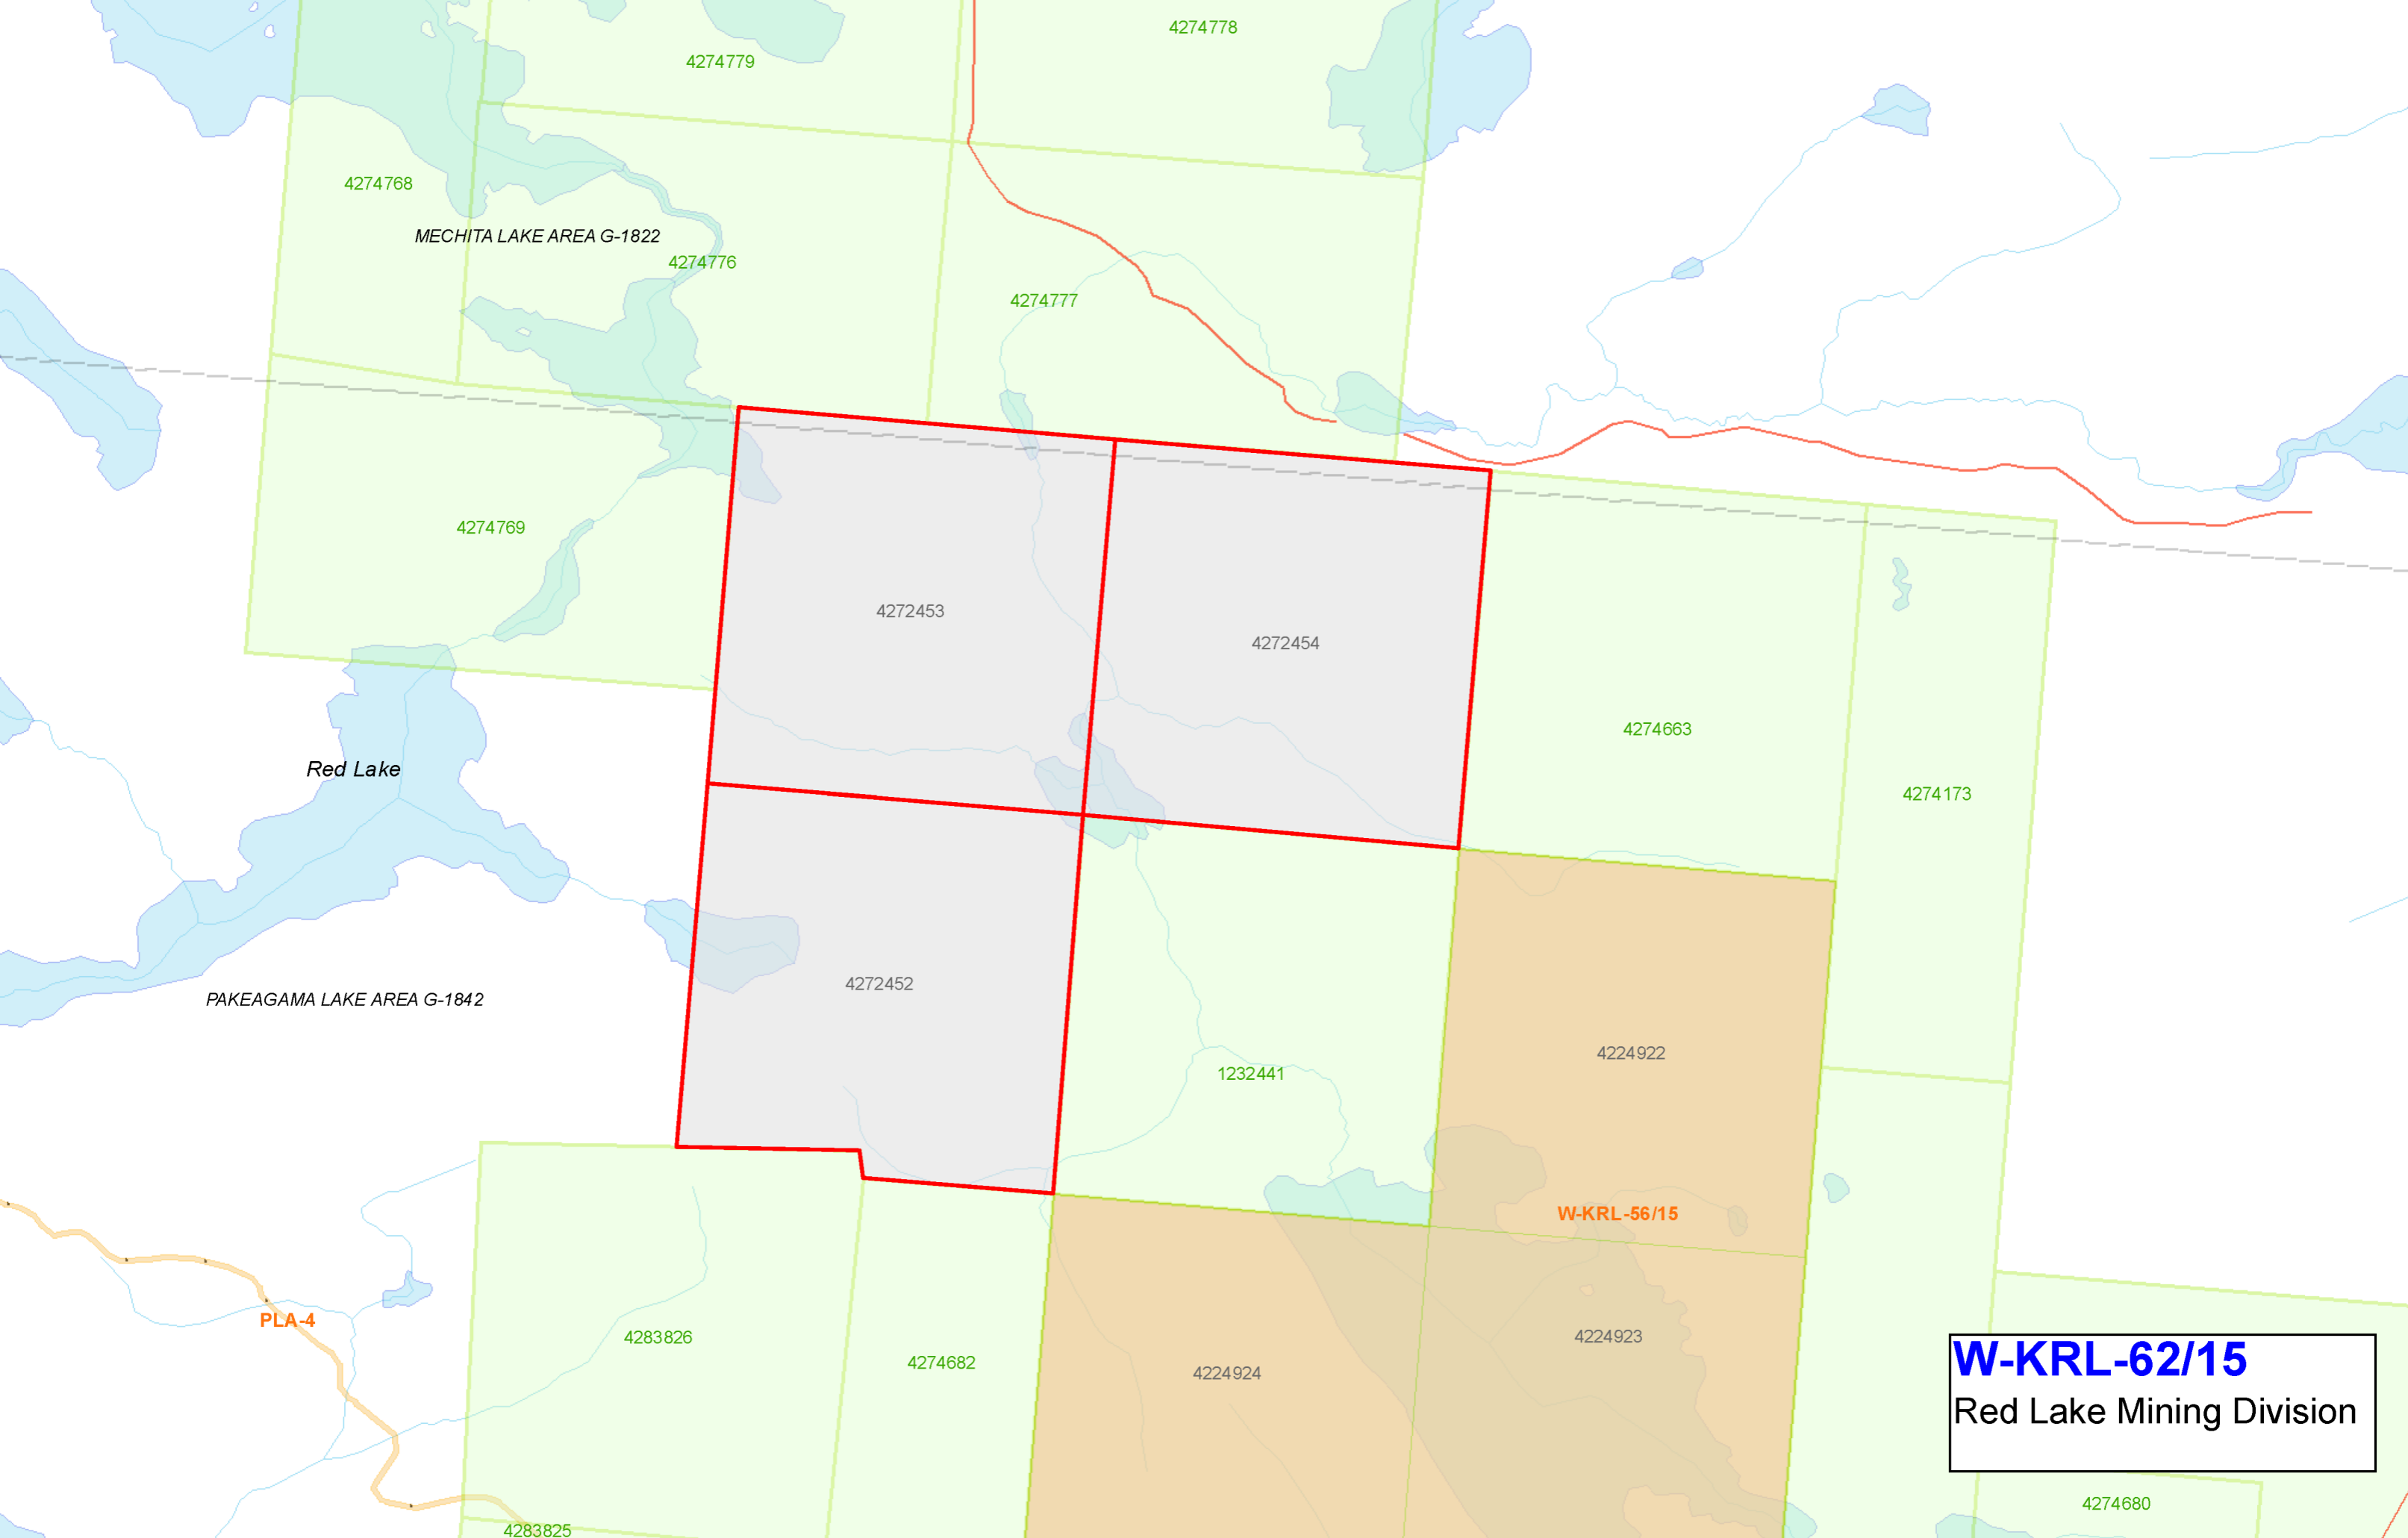 4274778
4274779
4274768
MECHITA LAKE AREA G-1822
4274776
4274777
4274769
4272453
4272454
4274663
Red Lake
4274173
4272452
PAKEAGAMA LAKE AREA G-1842
4224922
1232441
W-KRL-56/15
PLA-4
4283826
4224923
4274682
4224924
W-KRL-62/15
Red Lake Mining Division
4274680
4283825